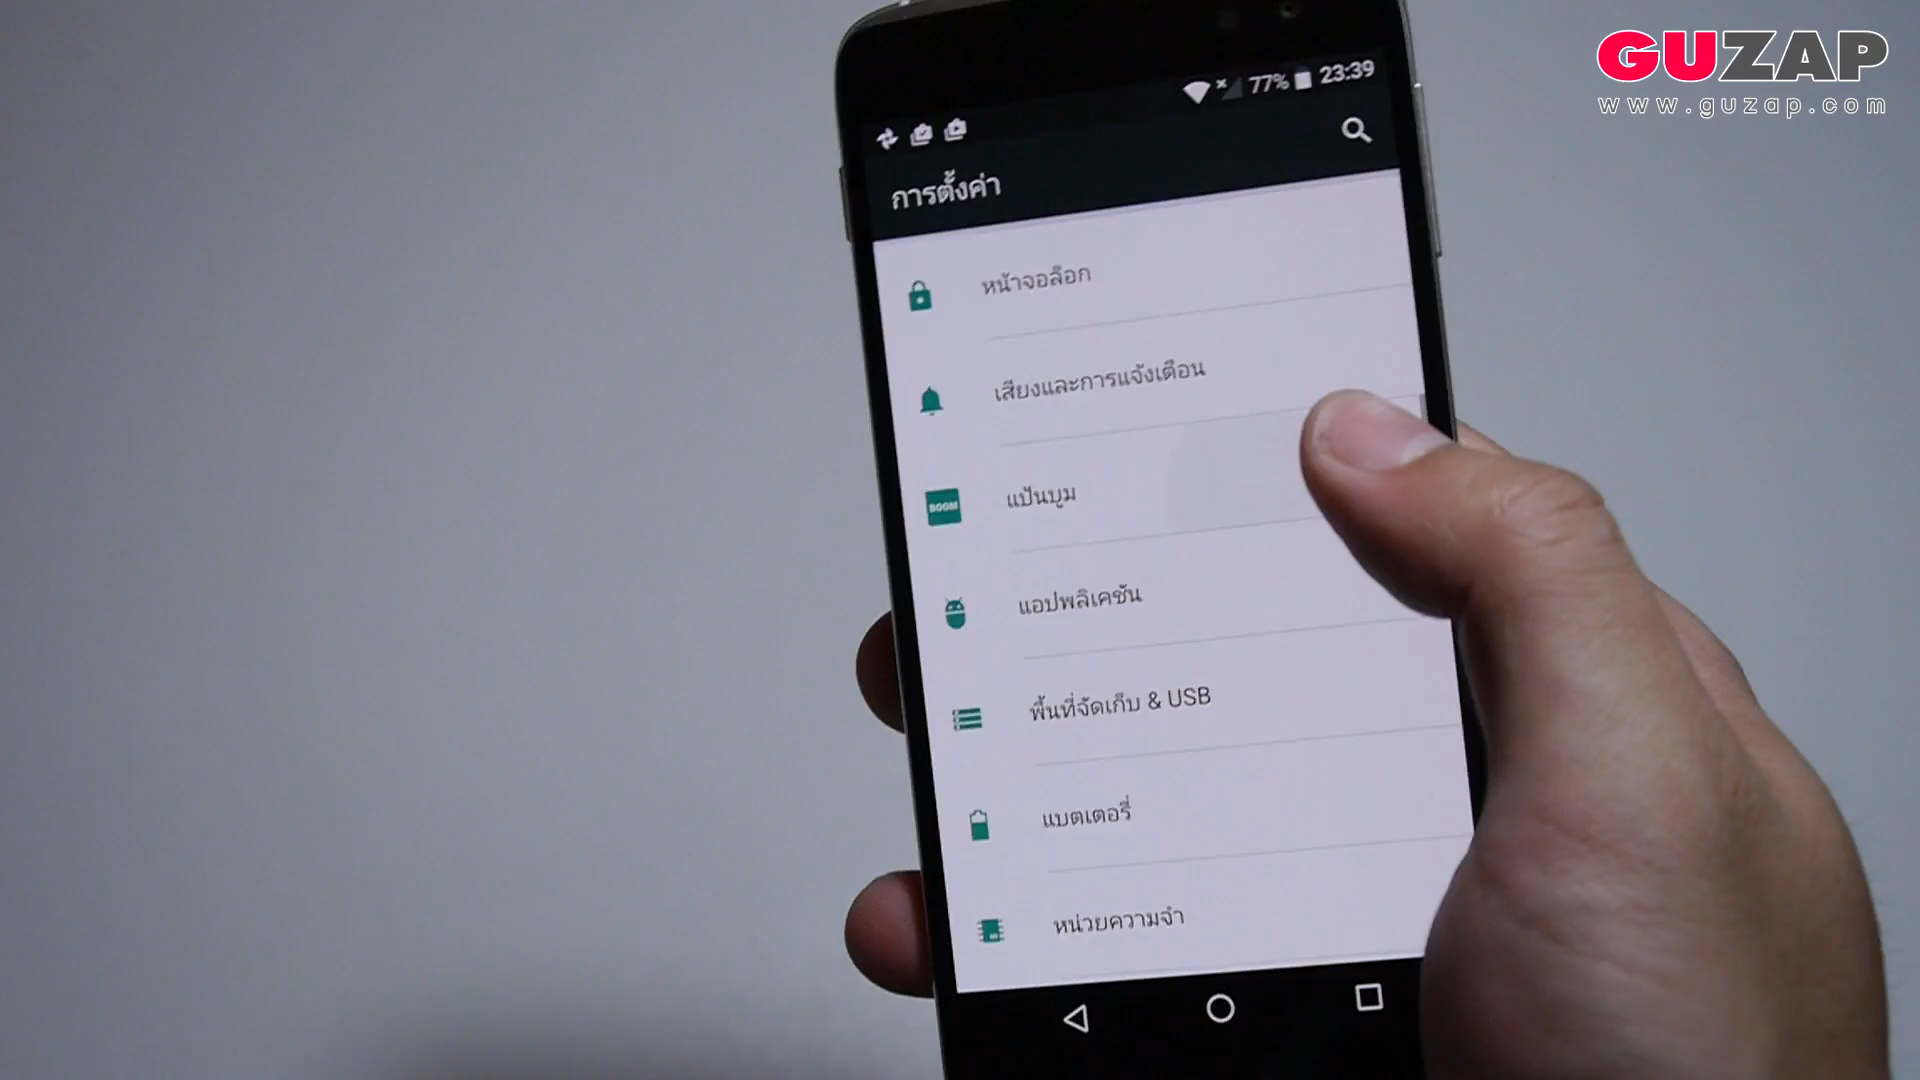 GUZAP
www.guzap.com
77% 23:39
การตั้งค่า
หน้าจอล็อก
เสียงและการแจ้งเตือน
BOOM
แป้นบูม
แอปพลิเคชัน
พื้นที่จัดเก็บ & USB
แบตเตอรี่
หน่วยความจำ